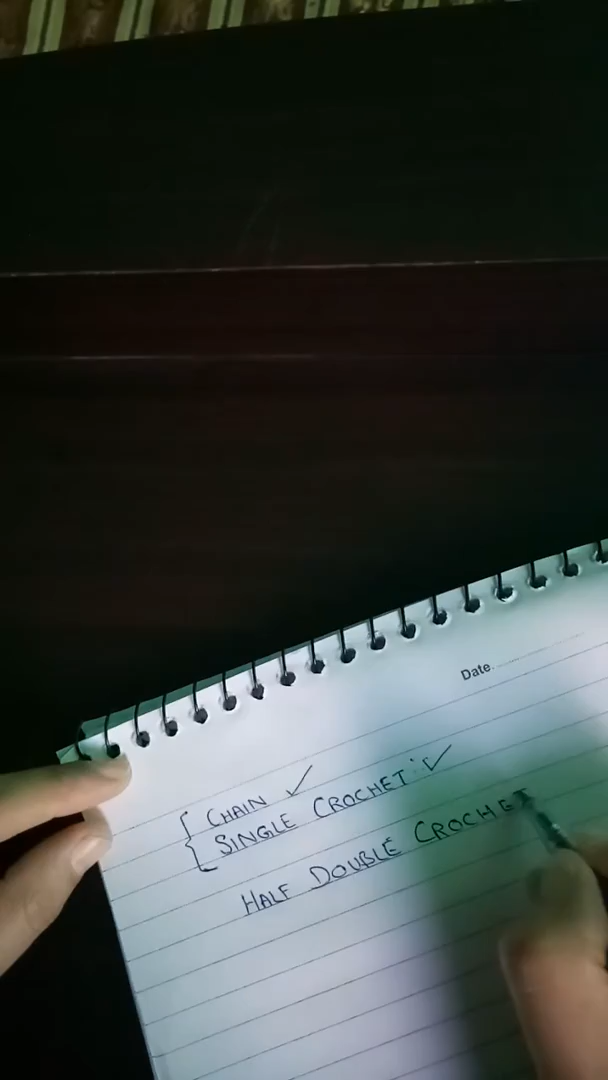 Date
CHAIN ✓
SINGLE CROCHET: ✓
HALF DOUBLE CROCHET